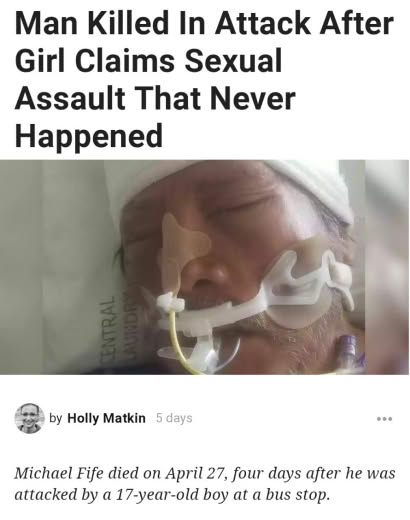 Man Killed In Attack After
Girl Claims Sexual
Assault That Never
Happened
CENTRAL
LAUNDRY
by Holly Matkin 5 days
Michael Fife died on April 27, four days after he was
attacked by a 17-year-old boy at a bus stop.